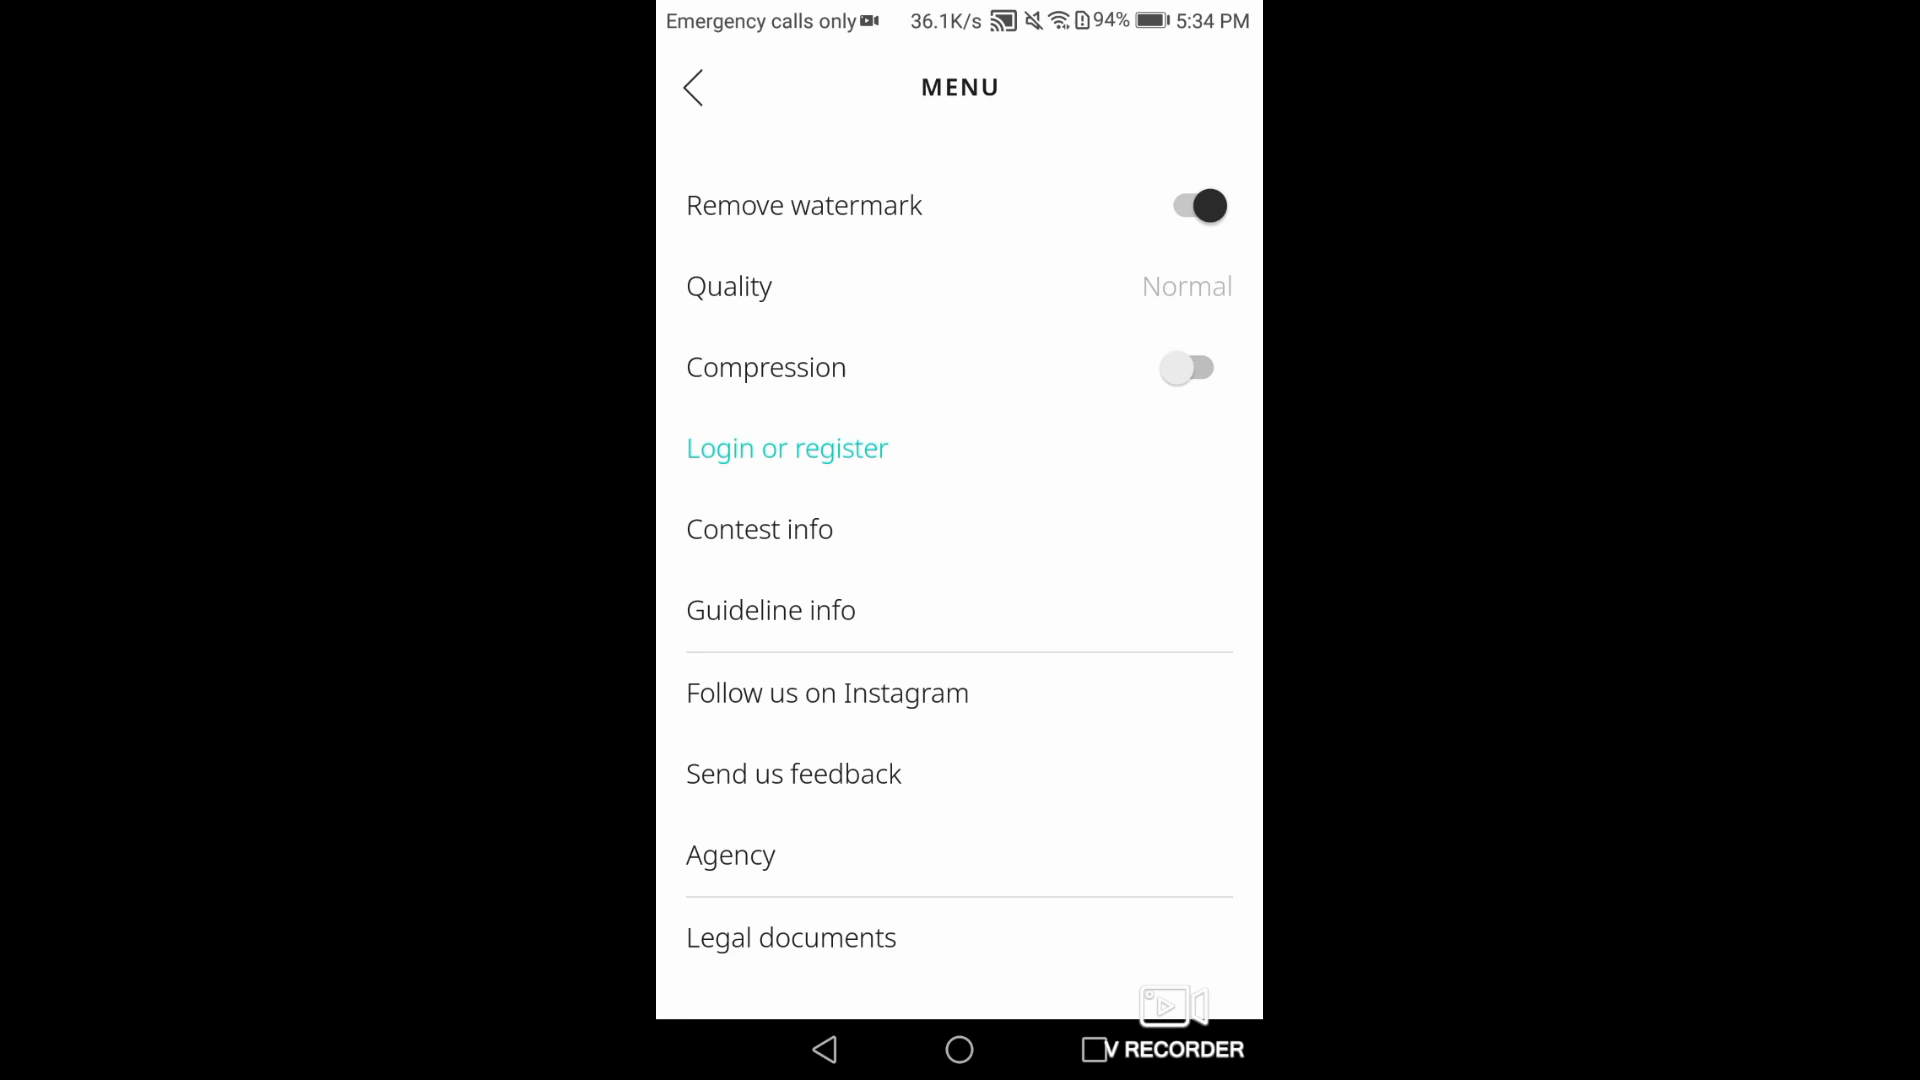 Emergency calls only 36.1K/s 94% 5:34 PM
MENU
Remove watermark
Quality Normal
Compression
Login or register
Contest info
Guideline info
Follow us on Instagram
Send us feedback
Agency
Legal documents
V RECORDER